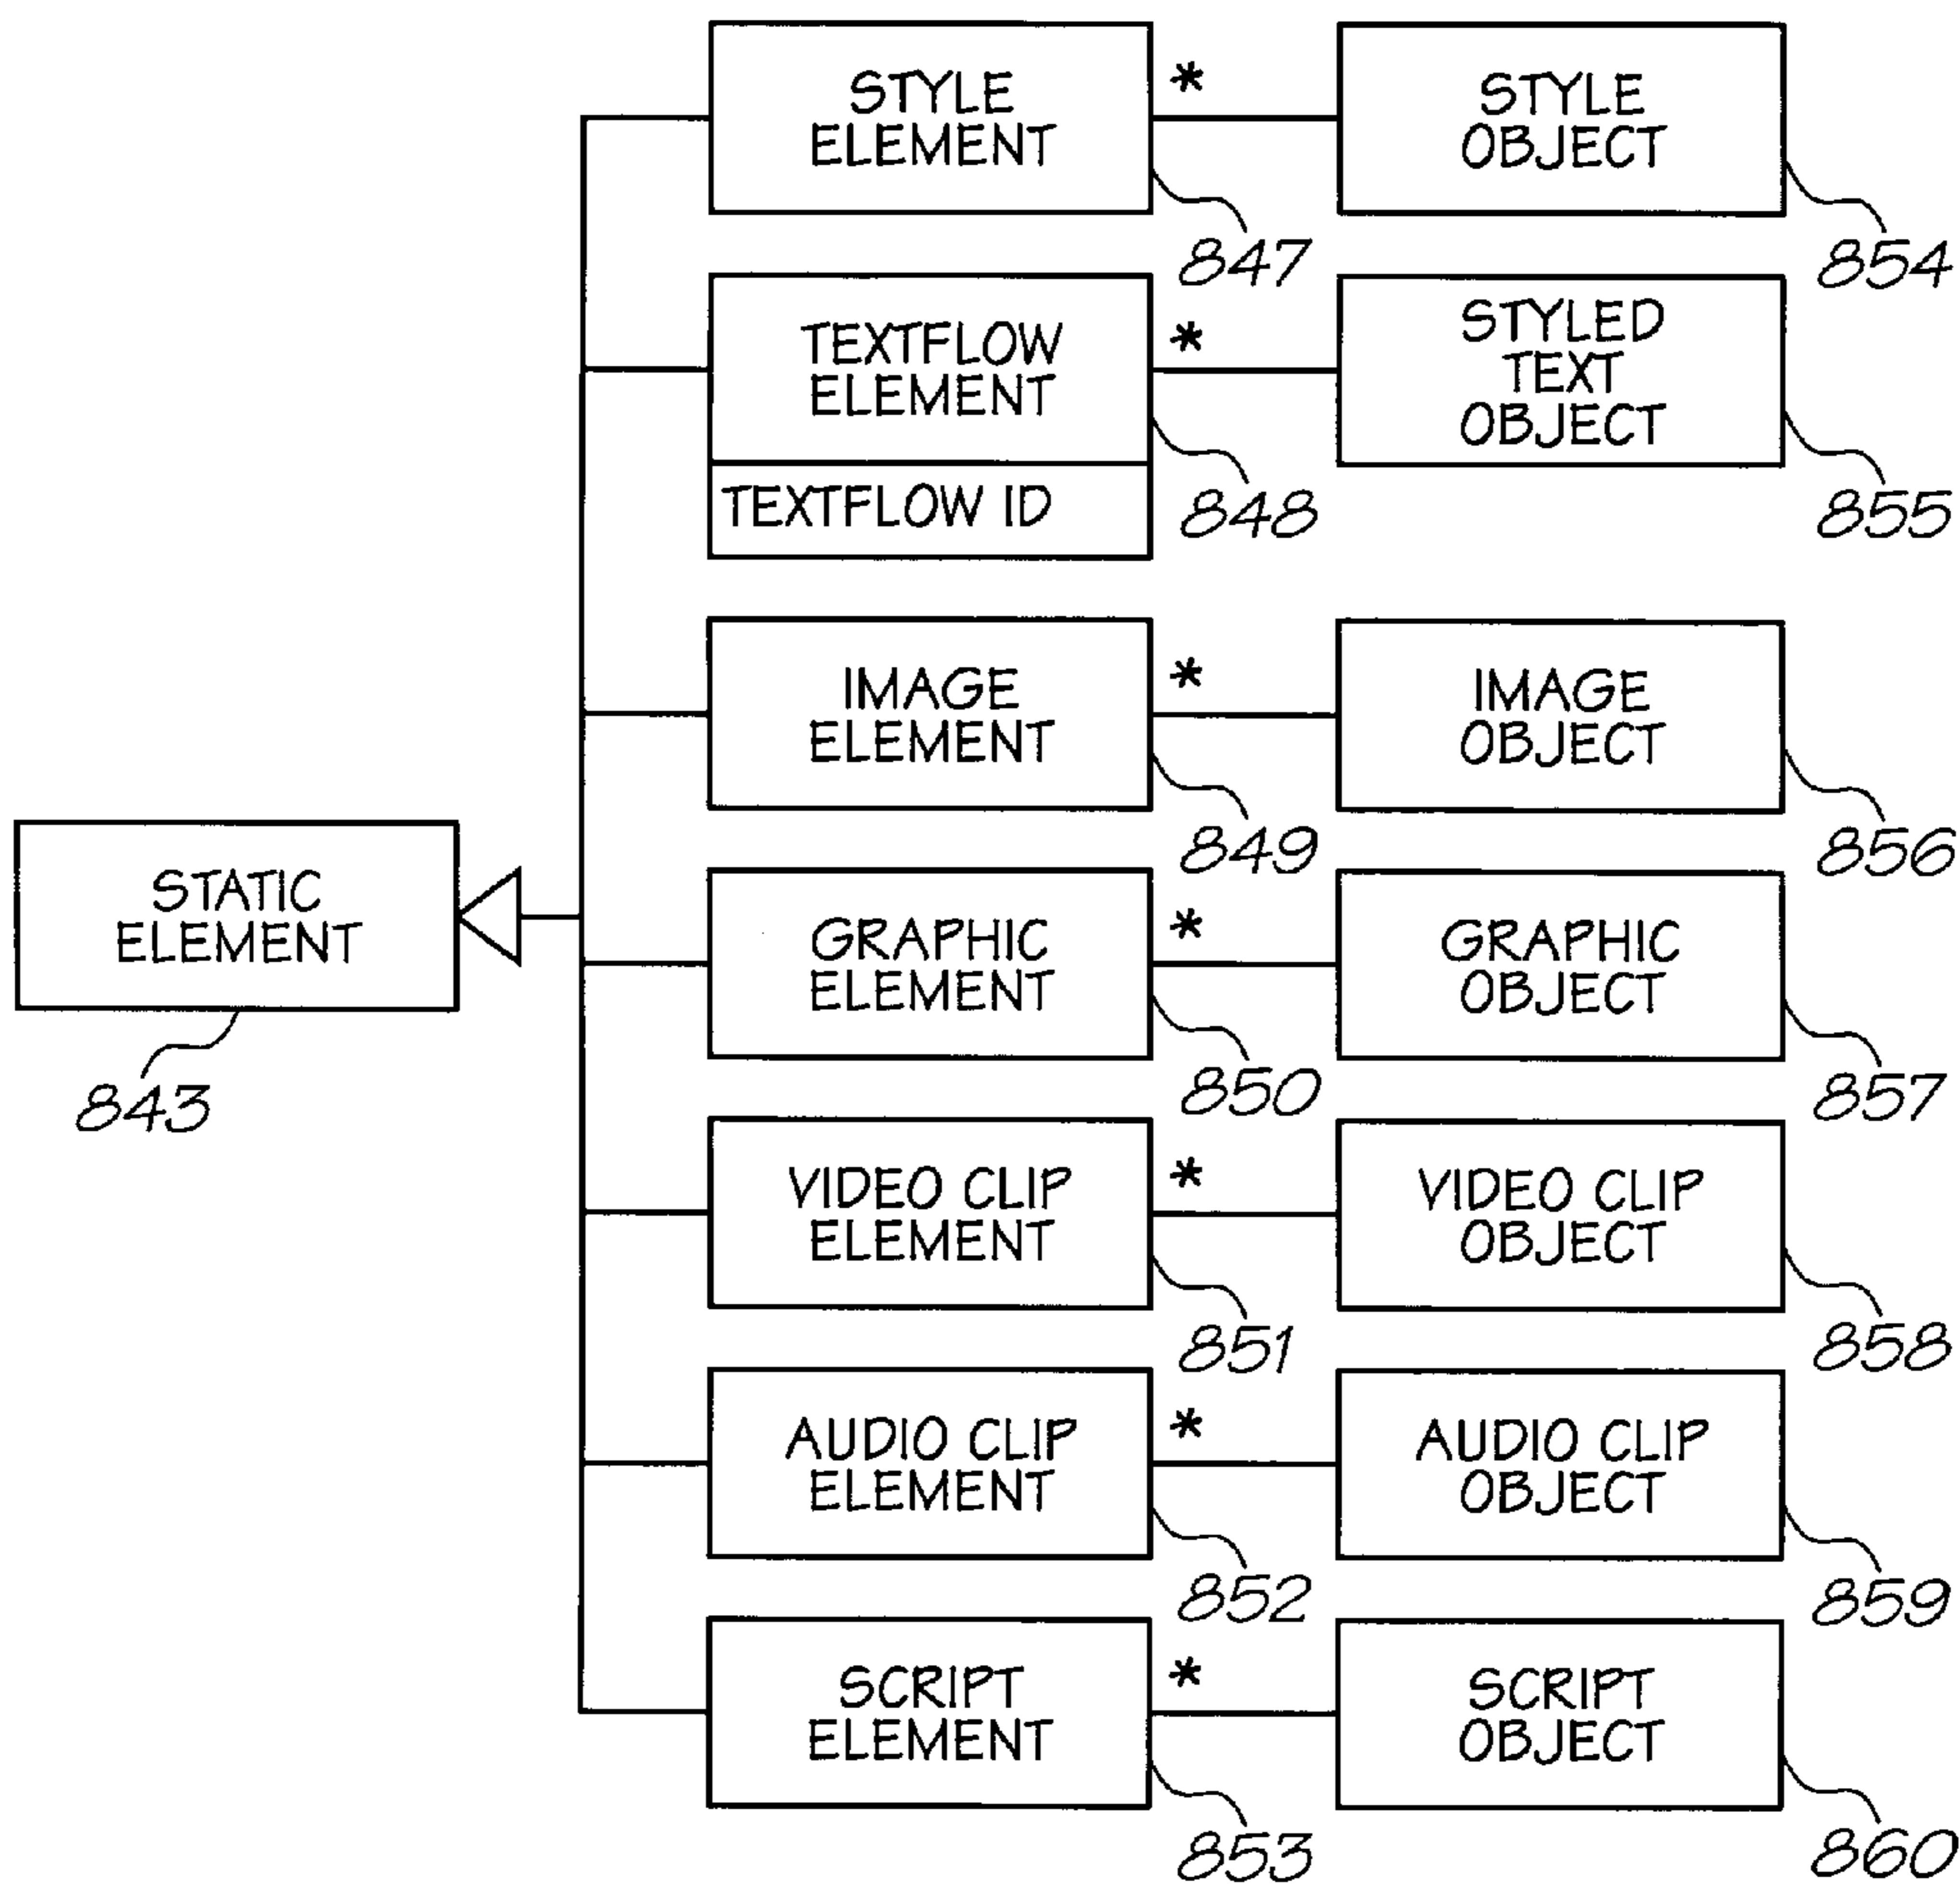 STYLE
ELEMENT
*
STYLE
OBJECT
847
854
TEXTFLOW
ELEMENT
TEXTFLOW ID
*
STYLED
TEXT
OBJECT
848
855
IMAGE
ELEMENT
*
IMAGE
OBJECT
849
856
STATIC
ELEMENT
843
GRAPHIC
ELEMENT
*
GRAPHIC
OBJECT
850
857
VIDEO CLIP
ELEMENT
*
VIDEO CLIP
OBJECT
851
858
AUDIO CLIP
ELEMENT
*
AUDIO CLIP
OBJECT
852
859
SCRIPT
ELEMENT
*
SCRIPT
OBJECT
853
860